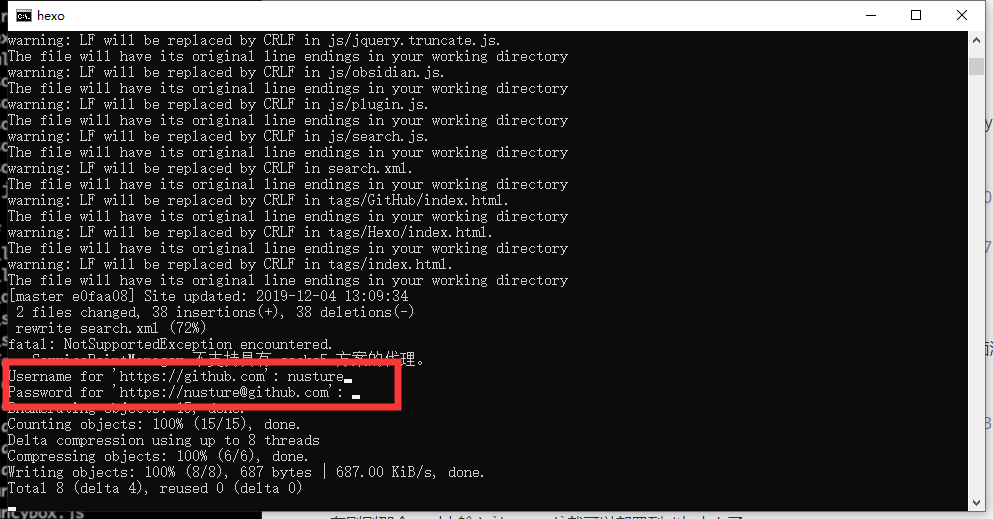 hexo
warning: LF will be replaced by CRLF in js/jquery.truncate.js.
The file will have its original line endings in your working directory
warning: LF will be replaced by CRLF in js/obsidian.js.
The file will have its original line endings in your working directory
warning: LF will be replaced by CRLF in js/plugin.js.
The file will have its original line endings in your working directory
warning: LF will be replaced by CRLF in js/search.js.
The file will have its original line endings in your working directory
warning: LF will be replaced by CRLF in search.xml.
The file will have its original line endings in your working directory
warning: LF will be replaced by CRLF in tags/GitHub/index.html.
The file will have its original line endings in your working directory
warning: LF will be replaced by CRLF in tags/Hexo/index.html.
The file will have its original line endings in your working directory
warning: LF will be replaced by CRLF in tags/index.html.
The file will have its original line endings in your working directory
[master e0faa08] Site updated: 2019-12-04 13:09:34
2 files changed, 38 insertions(+), 38 deletions(-)
rewrite search.xml (72%)
fatal: NotSupportedException encountered.
ServicePointManager 不支持具有 socks5 方案的代理。
Username for 'https://github.com': nusture
Password for 'https://nusture@github.com':
Enumerating objects: 15, done.
Counting objects: 100% (15/15), done.
Delta compression using up to 8 threads
Compressing objects: 100% (6/6), done.
Writing objects: 100% (8/8), 687 bytes | 687.00 KiB/s, done.
Total 8 (delta 4), reused 0 (delta 0)
ncybox.js